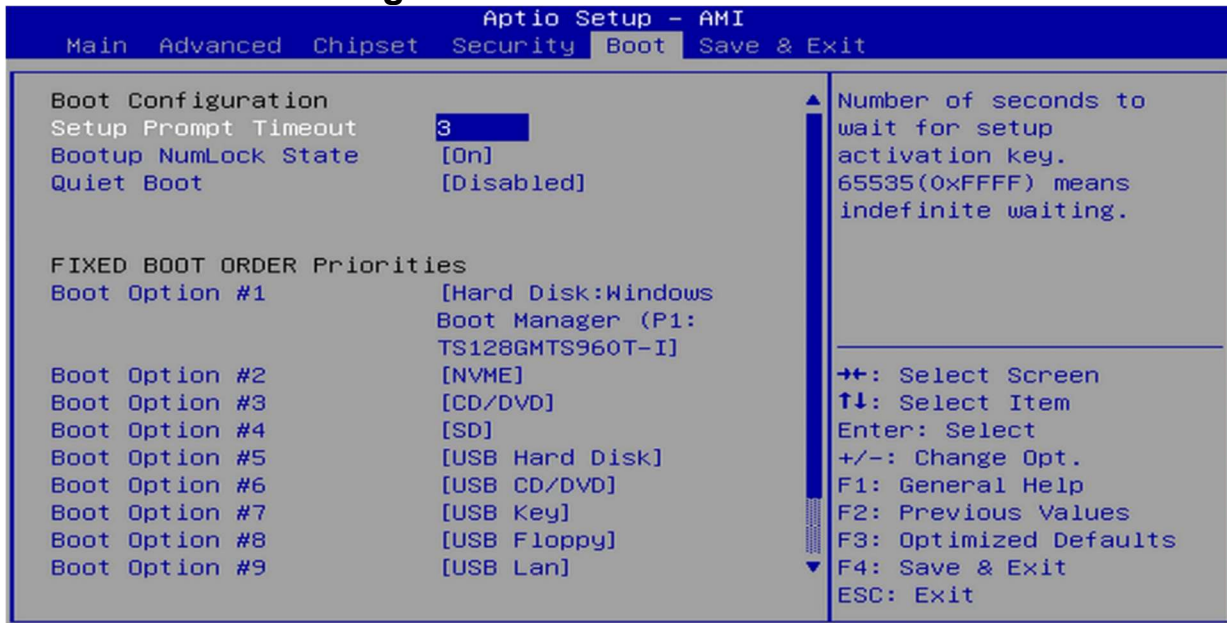 Aptio Setup - AMI
Main Advanced Chipset Security Boot Save & Exit
Boot Configuration
Setup Prompt Timeout 3
Bootup NumLock State [On]
Quiet Boot [Disabled]
FIXED BOOT ORDER Priorities
Boot Option #1 [Hard Disk:Windows
Boot Manager (P1:
TS128GMTS960T-I]
Boot Option #2 [NVME]
Boot Option #3 [CD/DVD]
Boot Option #4 [SD]
Boot Option #5 [USB Hard Disk]
Boot Option #6 [USB CD/DVD]
Boot Option #7 [USB Key]
Boot Option #8 [USB Floppy]
Boot Option #9 [USB Lan]
Number of seconds to
wait for setup
activation key.
65535(0xFFFF) means
indefinite waiting.
→←: Select Screen
↑↓: Select Item
Enter: Select
+/-: Change Opt.
F1: General Help
F2: Previous Values
F3: Optimized Defaults
F4: Save & Exit
ESC: Exit